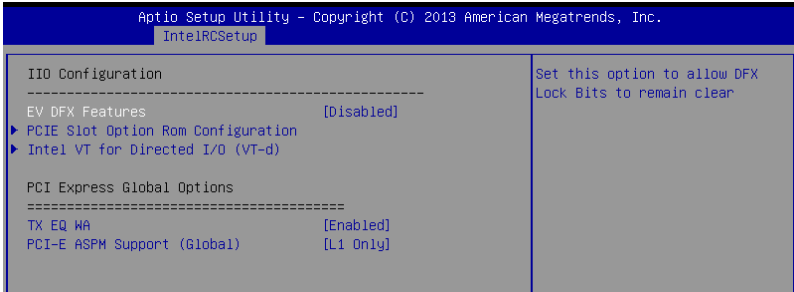 Aptio Setup Utility – Copyright (C) 2013 American Megatrends, Inc.
IntelRCSetup
IIO Configuration
------------------------------------------------
EV DFX Features [Disabled]
PCIE Slot Option Rom Configuration
Intel VT for Directed I/O (VT-d)
PCI Express Global Options
======================================
TX EQ WA [Enabled]
PCI-E ASPM Support (Global) [L1 Only]
Set this option to allow DFX
Lock Bits to remain clear